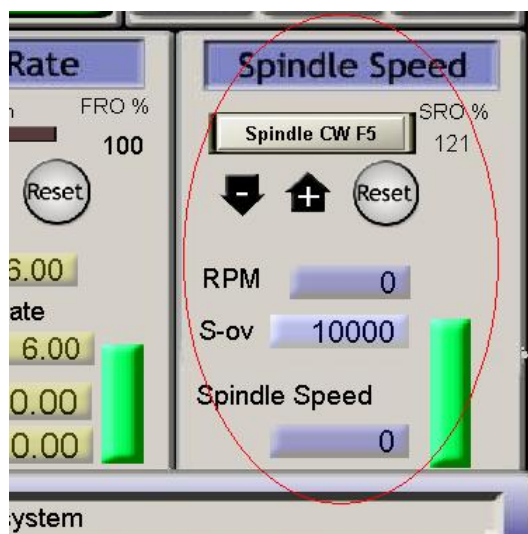 Rate
FRO %
100
Reset
6.00
ate
6.00
0.00
0.00
Spindle Speed
Spindle CW F5
SRO %
121
- + Reset
RPM 0
S-ov 10000
Spindle Speed
0
ystem